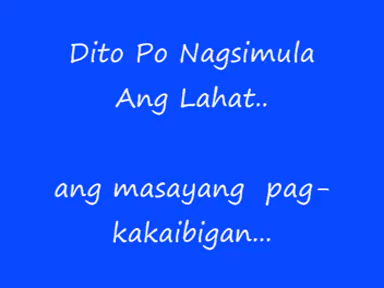 Dito Po Nagsimula
Ang Lahat..
ang masayang pag-
kakaibigan...